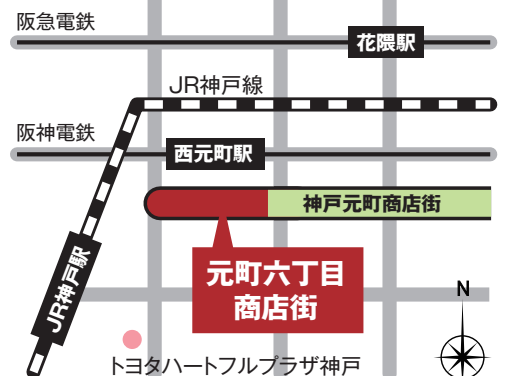 阪急電鉄
花隈駅
JR神戸線
阪神電鉄
西元町駅
神戸元町商店街
元町六丁目
商店街
JR神戸駅
N
トヨタハートフルプラザ神戸